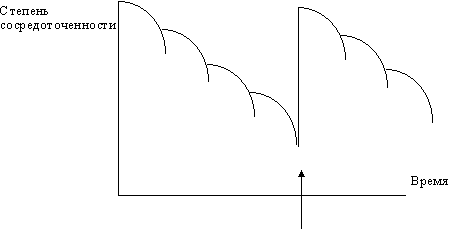 Степень
сосредоточенности
Время